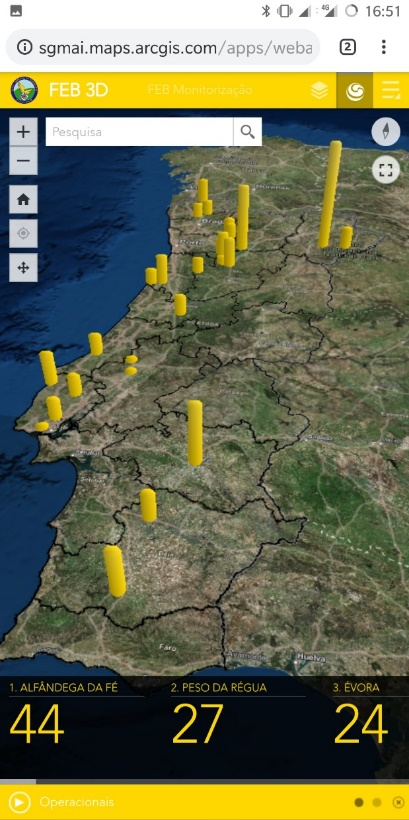 4G 16:51
sgmai.maps.arcgis.com/apps/weba
2
FEB 3D FEB Monitorização
Pesquisa
Faro
Huelva
1. ALFÂNDEGA DA FÉ 2. PESO DA RÉGUA 3. ÉVORA
44 27 24
Operacionais